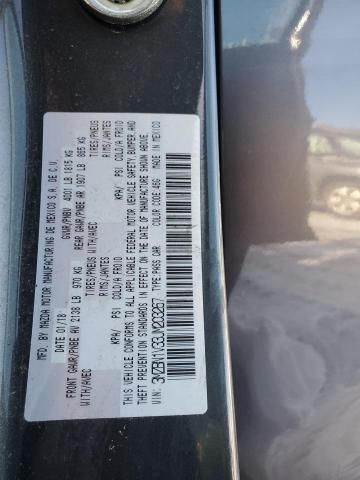 MFD. BY MAZDA MOTOR MANUFACTURING DE MEXICO S.A. DE C.V.
DATE 01/18 GVWR/PNBV 4001 LB 1815 KG
FRONT GAWR/PNBE AV 2138 LB 970 KG REAR GAWR/PNBE AR 1907 LB 865 KG
WITH/AVEC TIRES/PNEUS WITH/AVEC TIRES/PNEUS
RIMS/JANTES RIMS/JANTES
KPA/ PSI COLD/A FROID KPA/ PSI COLD/A FROID
THIS VEHICLE CONFORMS TO ALL APPLICABLE FEDERAL MOTOR VEHICLE SAFETY, BUMPER, AND
THEFT PREVENTION STANDARDS IN EFFECT ON THE DATE OF MANUFACTURE SHOWN ABOVE.
3MZBN1V33JM203267 TYPE: PASS CAR COLOR CODE: 46G
MADE IN MEXICO